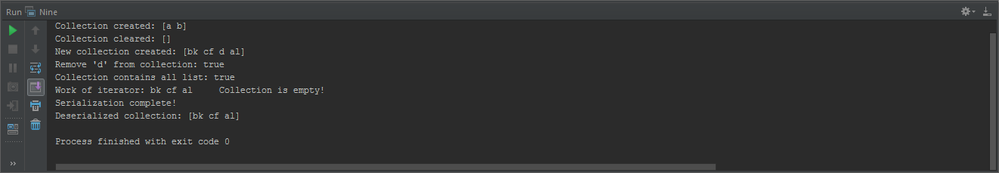 Run Nine
Collection created: [a b]
Collection cleared: []
New collection created: [bk cf d al]
Remove 'd' from collection: true
Collection contains all list: true
Work of iterator: bk cf al     Collection is empty!
Serialization complete!
Deserialized collection: [bk cf al]
Process finished with exit code 0